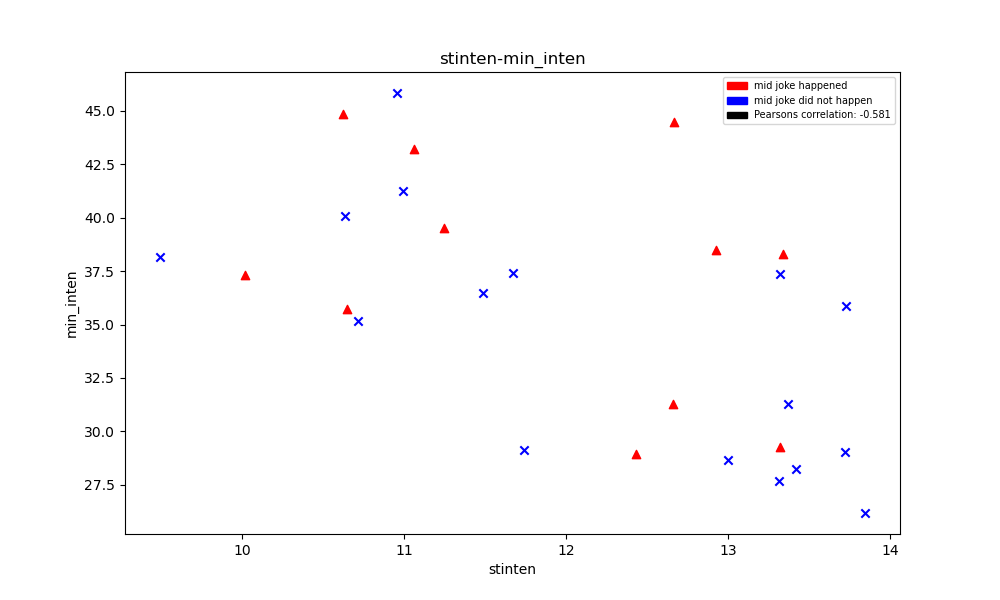 stinten-min_inten
mid joke happened
mid joke did not happen
Pearsons correlation: -0.581
45.0
42.5
40.0
37.5
35.0
32.5
30.0
27.5
min_inten
10
11
12
13
14
stinten